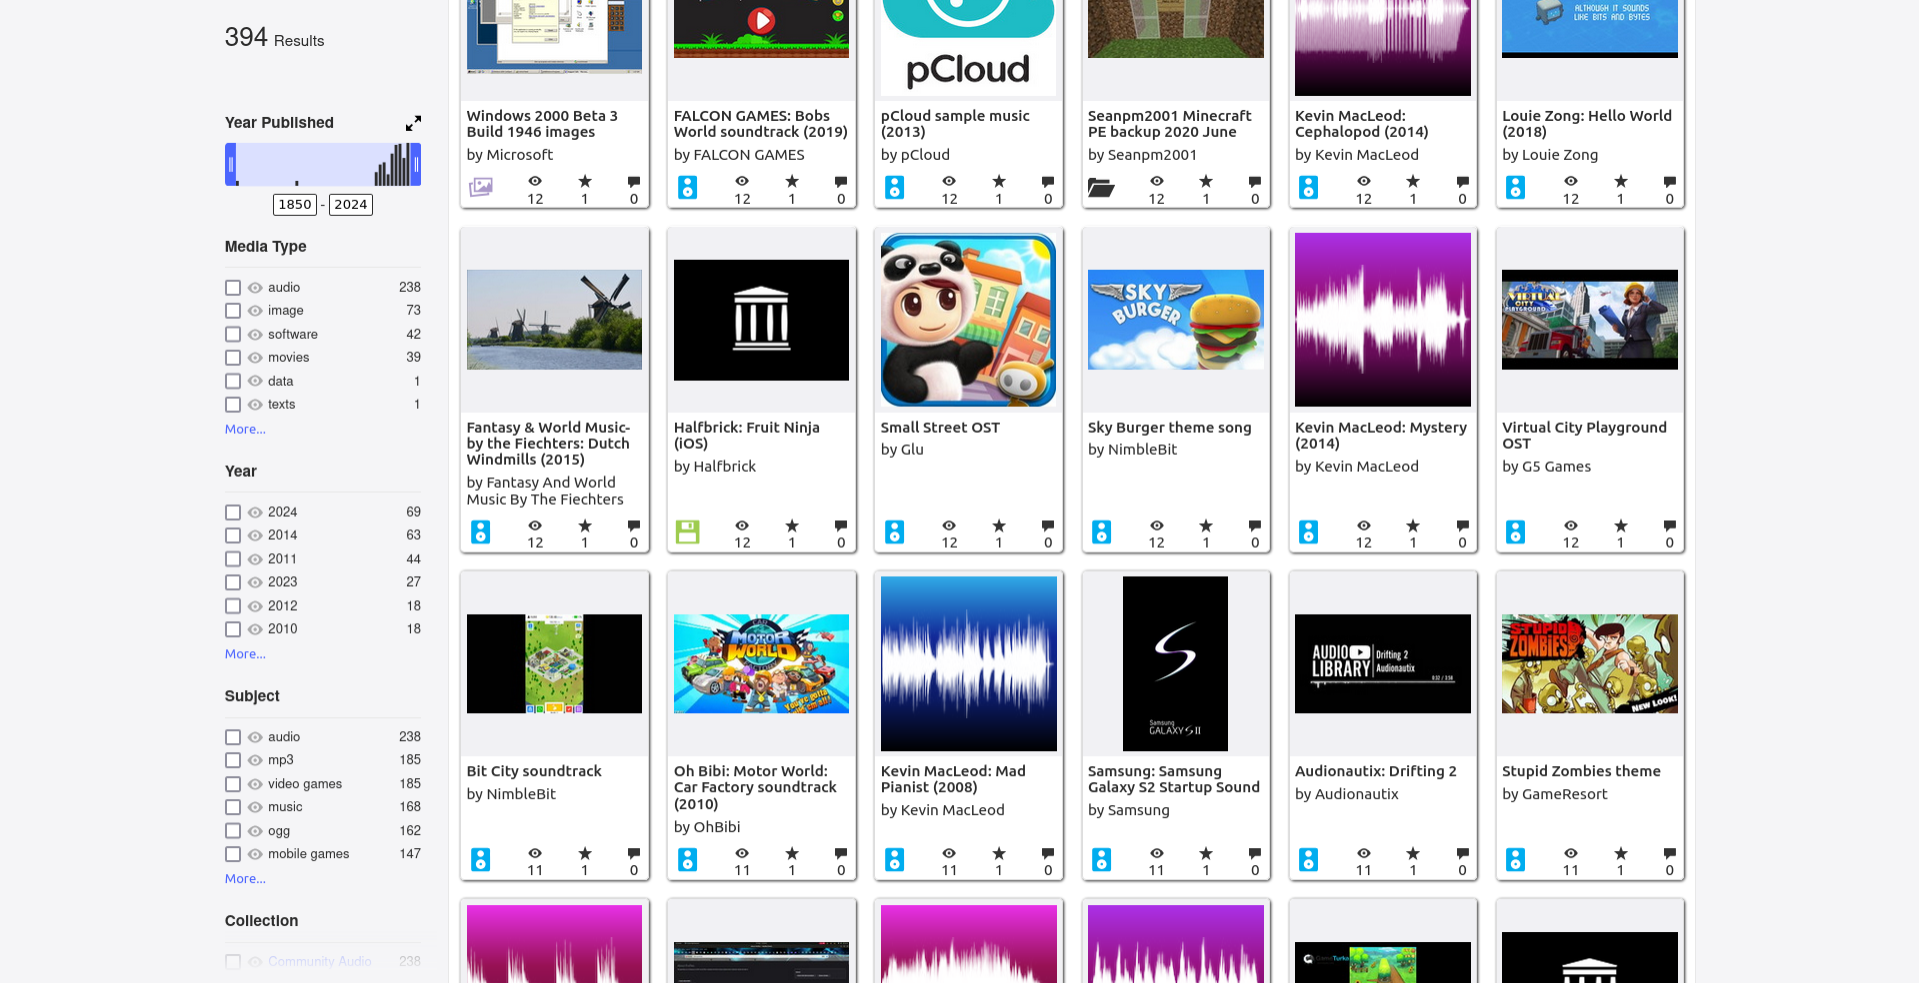 394 Results
Year Published
1850 - 2024
Media Type
audio 238
image 73
software 42
movies 39
data 1
texts 1
More...
Year
2024 69
2014 63
2011 44
2023 27
2012 18
2010 18
More...
Subject
audio 238
mp3 185
video games 185
music 168
ogg 162
mobile games 147
More...
Collection
Community Audio 238
pCloud
ALTHOUGH IT SOUNDS
LIKE BITS AND BYTES
Windows 2000 Beta 3
Build 1946 images
by Microsoft
12 1 0
FALCON GAMES: Bobs
World soundtrack (2019)
by FALCON GAMES
12 1 0
pCloud sample music
(2013)
by pCloud
12 1 0
Seanpm2001 Minecraft
PE backup 2020 June
by Seanpm2001
12 1 0
Kevin MacLeod:
Cephalopod (2014)
by Kevin MacLeod
12 1 0
Louie Zong: Hello World
(2018)
by Louie Zong
12 1 0
Fantasy & World Music-
by the Fiechters: Dutch
Windmills (2015)
by Fantasy And World
Music By The Fiechters
12 1 0
Halfbrick: Fruit Ninja
(iOS)
by Halfbrick
12 1 0
Small Street OST
by Glu
12 1 0
SKY
BURGER
Sky Burger theme song
by NimbleBit
12 1 0
Kevin MacLeod: Mystery
(2014)
by Kevin MacLeod
12 1 0
VIRTUAL
CITY
PLAYGROUND
Virtual City Playground
OST
by G5 Games
12 1 0
Bit City soundtrack
by NimbleBit
11 1 0
CAR
MOTOR
WORLD
You've gotta
build em all!
Oh Bibi: Motor World:
Car Factory soundtrack
(2010)
by OhBibi
11 1 0
Kevin MacLeod: Mad
Pianist (2008)
by Kevin MacLeod
11 1 0
Samsung
GALAXY S II
Samsung: Samsung
Galaxy S2 Startup Sound
by Samsung
11 1 0
AUDIO
LIBRARY
Drifting 2
Audionautix
0:32 / 3:58
Audionautix: Drifting 2
by Audionautix
11 1 0
STUPID
ZOMBIES
NEW LOOK!
Stupid Zombies theme
by GameResort
11 1 0